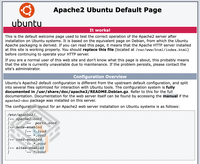 Apache2 Ubuntu Default Page
ubuntu
It works!
This is the default welcome page used to test the correct operation of the Apache2 server after
installation on Ubuntu systems. It is based on the equivalent page on Debian, from which the Ubuntu
Apache packaging is derived. If you can read this page, it means that the Apache HTTP server installed
at this site is working properly. You should replace this file (located at /var/www/html/index.html)
before continuing to operate your HTTP server.
If you are a normal user of this web site and don't know what this page is about, this probably means
that the site is currently unavailable due to maintenance. If the problem persists, please contact the
site's administrator.
Configuration Overview
Ubuntu's Apache2 default configuration is different from the upstream default configuration, and split
into several files optimized for interaction with Ubuntu tools. The configuration system is fully
documented in /usr/share/doc/apache2/README.Debian.gz. Refer to this for the full
documentation. Documentation for the web server itself can be found by accessing the manual if the
apache2-doc package was installed on this server.
The configuration layout for an Apache2 web server installation on Ubuntu systems is as follows:
/etc/apache2/
|-- apache2.conf